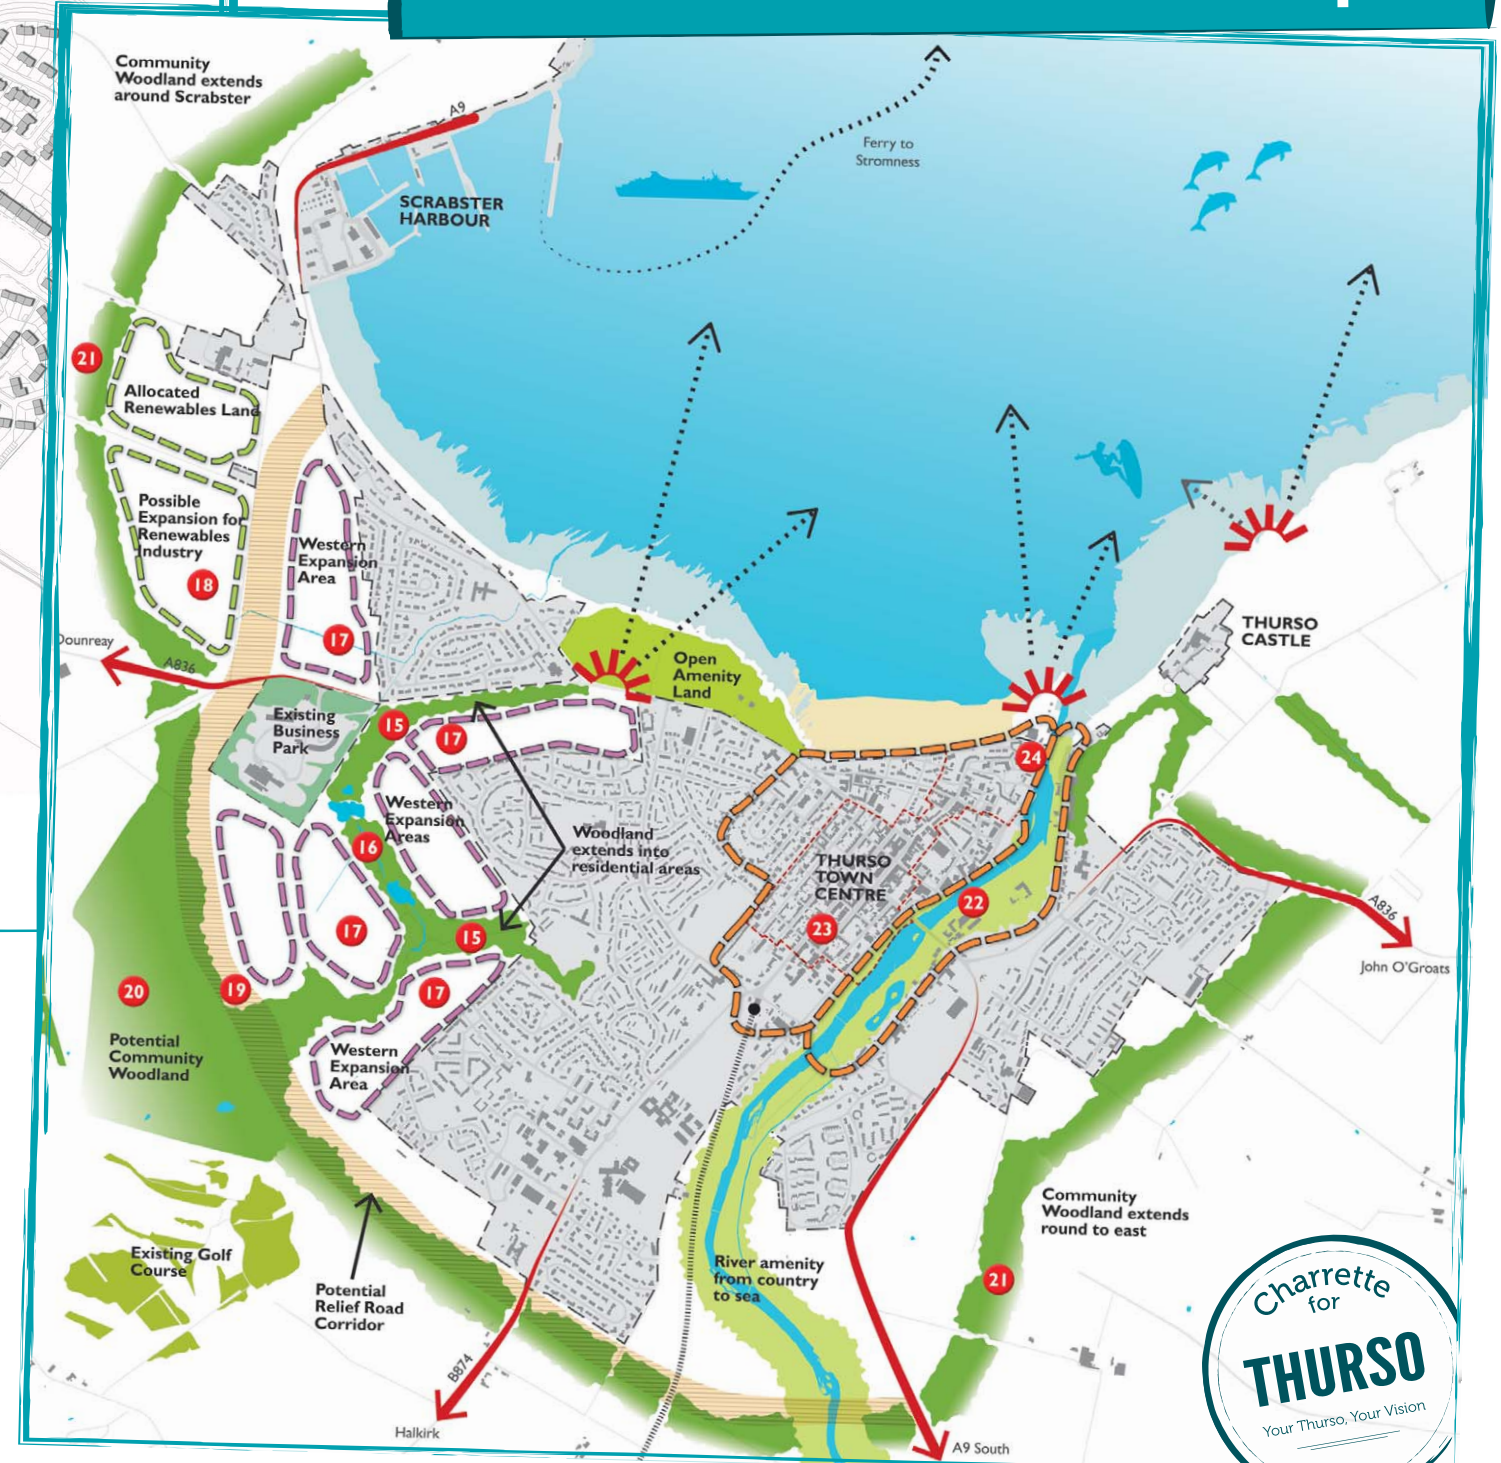 Community
Woodland extends
around Scrabster
A9
Ferry to
Stromness
SCRABSTER
HARBOUR
21
Allocated
Renewables Land
Possible
Expansion for
Renewables
Industry
18
Western
Expansion
Area
17
Dounreay
A836
THURSO
CASTLE
Open
Amenity
Land
Existing
Business
Park
15
17
24
Western
Expansion
Areas
16
Woodland
extends into
residential areas
THURSO
TOWN
CENTRE
22
23
A836
John O'Groats
17
15
20
19
17
Potential
Community
Woodland
Western
Expansion
Area
Community
Woodland extends
round to east
21
Existing Golf
Course
River amenity
from country
to sea
Potential
Relief Road
Corridor
B874
Halkirk
A9 South
Charrette
for
THURSO
Your Thurso, Your Vision